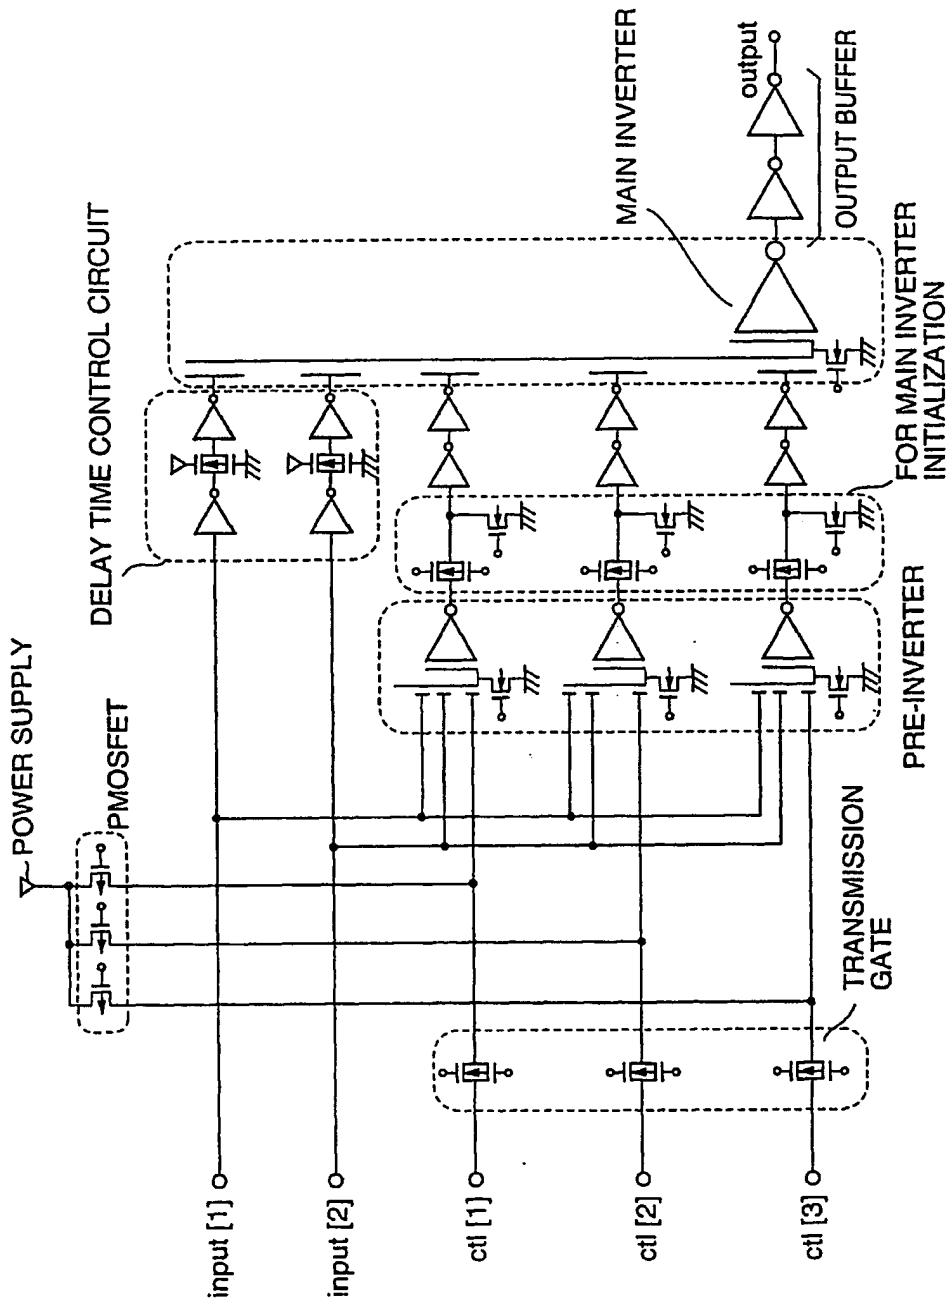 POWER SUPPLY
PMOSFET
DELAY TIME CONTROL CIRCUIT
MAIN INVERTER
output
OUTPUT BUFFER
FOR MAIN INVERTER
INITIALIZATION
PRE-INVERTER
TRANSMISSION
GATE
input [1]
input [2]
ctl [1]
ctl [2]
ctl [3]